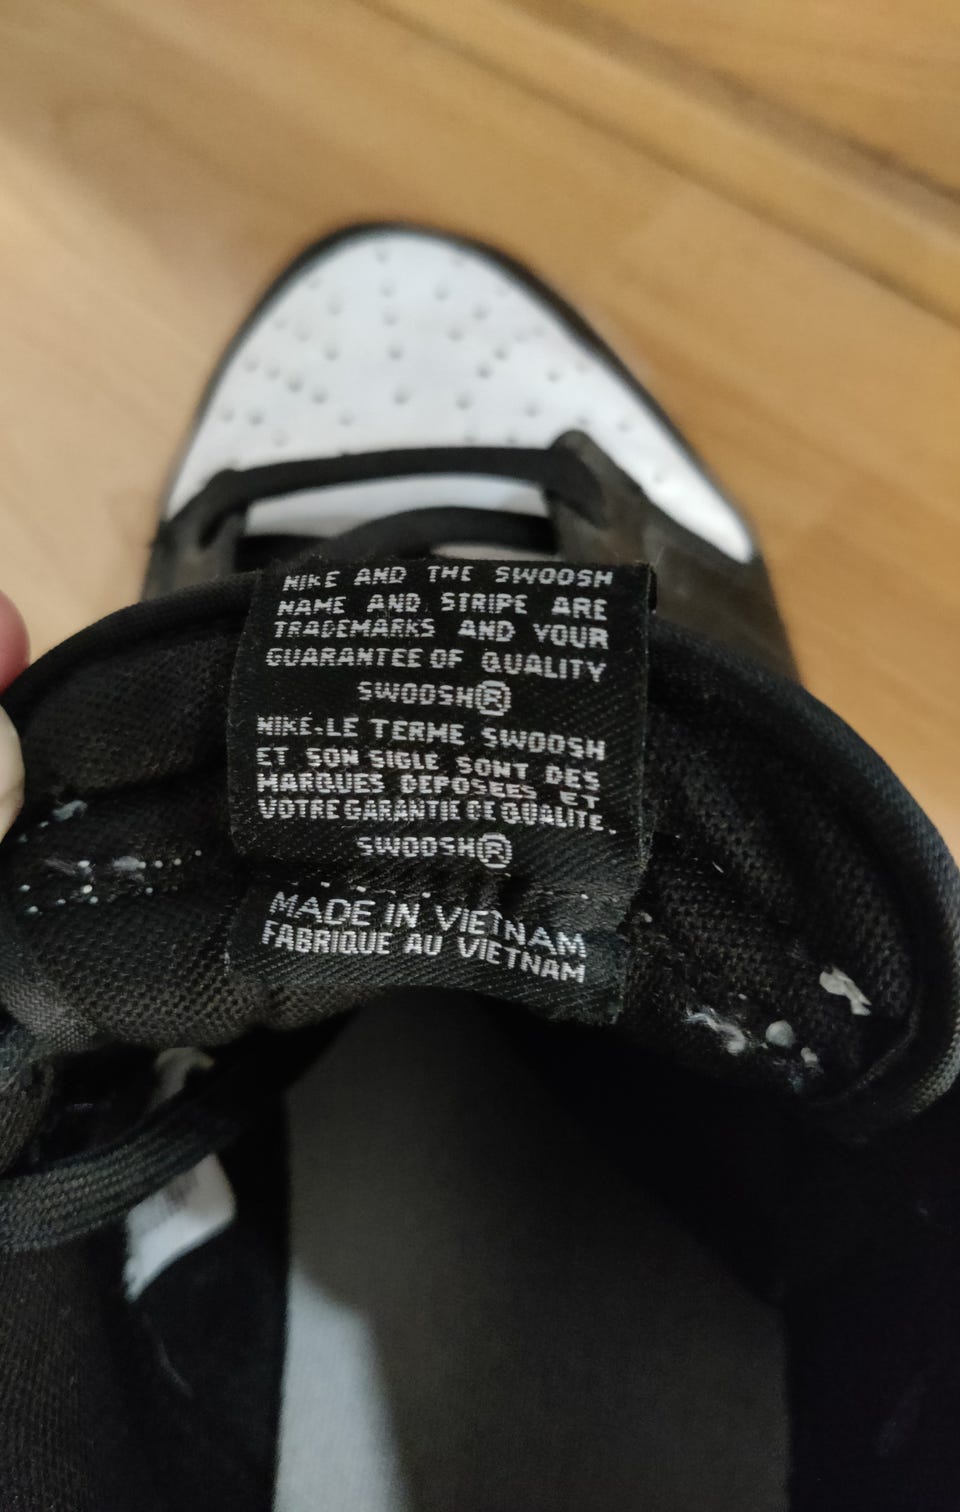 NIKE AND THE SWOOSH
NAME AND STRIPE ARE
TRADEMARKS AND YOUR
GUARANTEE OF QUALITY
SWOOSH®
NIKE-LE TERME SWOOSH
ET SON SIGLE SONT DES
MARQUES DEPOSEES ET
VOTRE GARANTIE DE QUALITE.
SWOOSH®
MADE IN VIETNAM
FABRIQUE AU VIETNAM